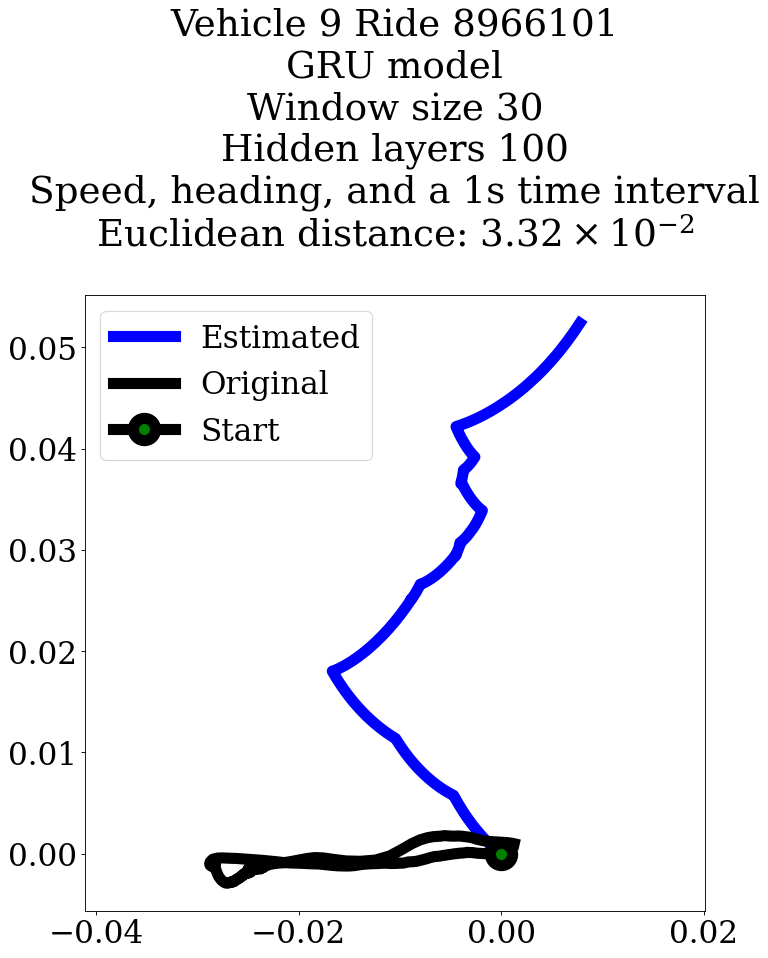 Vehicle 9 Ride 8966101
GRU model
Window size 30
Hidden layers 100
Speed, heading, and a 1s time interval
Euclidean distance: 3.32 × 10⁻²
Estimated
Original
Start
0.05
0.04
0.03
0.02
0.01
0.00
−0.04 −0.02 0.00 0.02